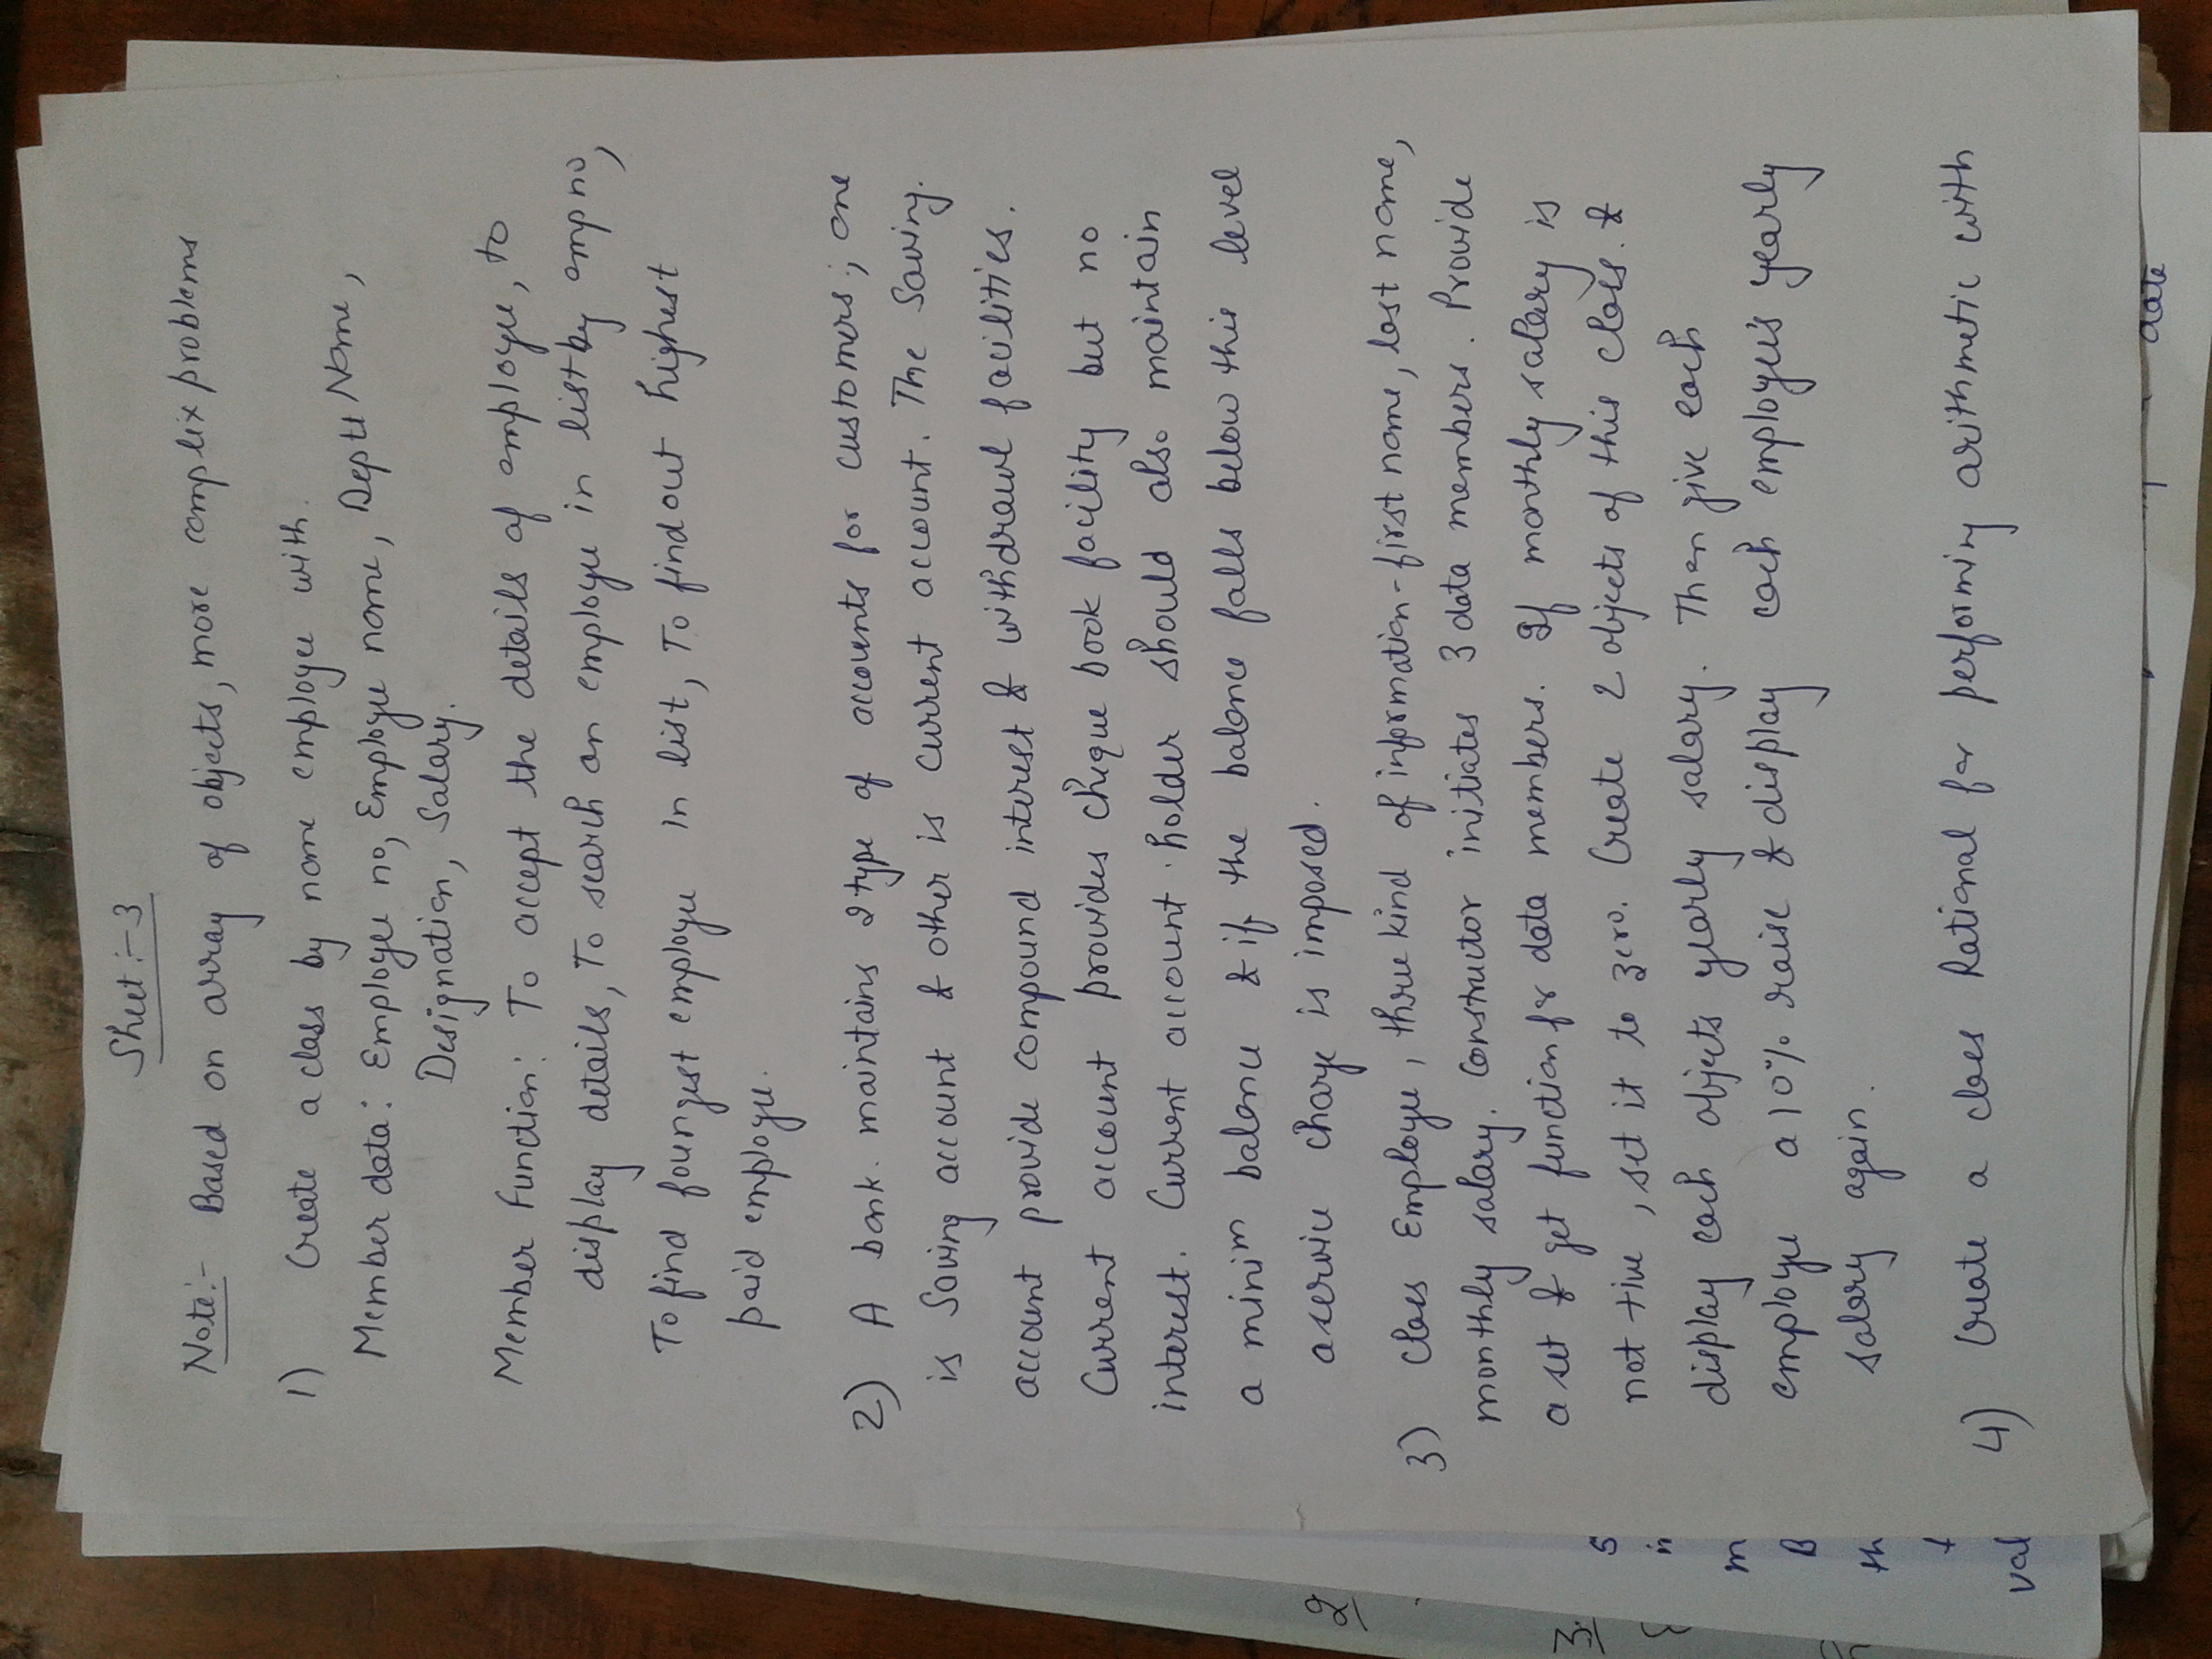 Sheet:-3
Note:- Based on array of objects, more complex problems
1) Create a class by name employee with.
Member data: Employee no, Employee name, Deptt Name,
Designation, Salary.
Member Function: To accept the details of employee, to
display details, To search an employee in list by emp no,
To find foungest employee in list, To find out highest
paid employee.
2) A bank maintains 2 type of accounts for customers; one
is Saving account & other is current account. The Saving
account provide compound interest & withdrawl facilities.
Current account provides cheque book facility but no
interest. Current account holder should also maintain
a minim balance & if the balance falls below this level
a service charge is imposed.
3) Class Employee, three kind of information - first name, last name,
monthly salary. Constructor initiates 3 data members. Provide
a set & get function for data members. If monthly salary is
not +ive, set it to zero. Create 2 objects of this class. &
display each objects yearly salary. Then give each
employee a 10% raise & display each employee's yearly
salary again.
4) Create a class Rational for performing arithmetic with
2
3.
5
in
m
B
th
t
val
date